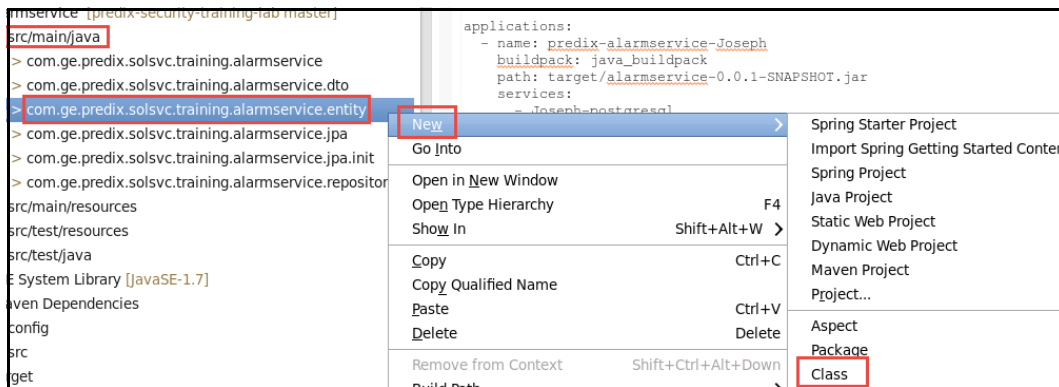 rmservice [predix-security-training-lab master]
src/main/java
> com.ge.predix.solsvc.training.alarmservice
> com.ge.predix.solsvc.training.alarmservice.dto
> com.ge.predix.solsvc.training.alarmservice.entity
> com.ge.predix.solsvc.training.alarmservice.jpa
> com.ge.predix.solsvc.training.alarmservice.jpa.init
> com.ge.predix.solsvc.training.alarmservice.repositor
src/main/resources
src/test/resources
src/test/java
E System Library [JavaSE-1.7]
aven Dependencies
config
src
rget
applications:
- name: predix-alarmservice-Joseph
buildpack: java_buildpack
path: target/alarmservice-0.0.1-SNAPSHOT.jar
services:
- Joseph-postgresql
New >
Go Into
Open in New Window
Open Type Hierarchy F4
Show In Shift+Alt+W >
Copy Ctrl+C
Copy Qualified Name
Paste Ctrl+V
Delete Delete
Remove from Context Shift+Ctrl+Alt+Down
Build Path
Spring Starter Project
Import Spring Getting Started Conter
Spring Project
Java Project
Static Web Project
Dynamic Web Project
Maven Project
Project...
Aspect
Package
Class